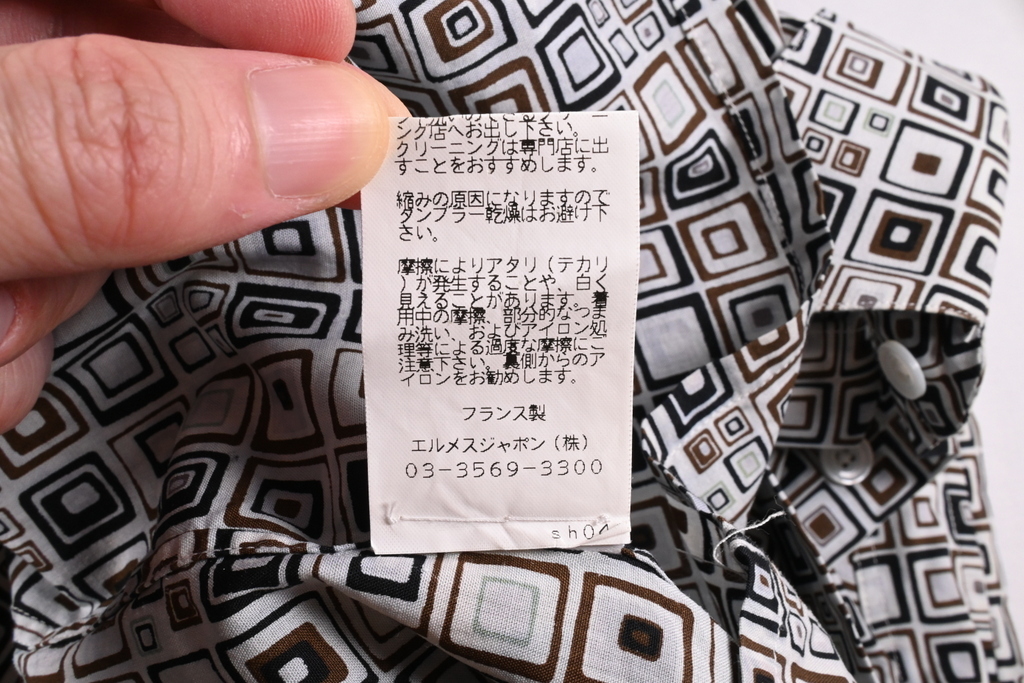 ング店へお出し下さい。
クリーニングは専門店に出
すことをおすすめします。
縮みの原因になりますので
タンブラー乾燥はお避け下
さい。
摩擦によりアタリ（テカリ
）が発生することや、白く
見えることがあります。着
用中の摩擦、部分的なつま
み洗い、およびアイロン処
理等による過度な摩擦にご
注意下さい。裏側からのア
イロンをお勧めします。
フランス製
エルメスジャポン（株）
03-3569-3300
sh04